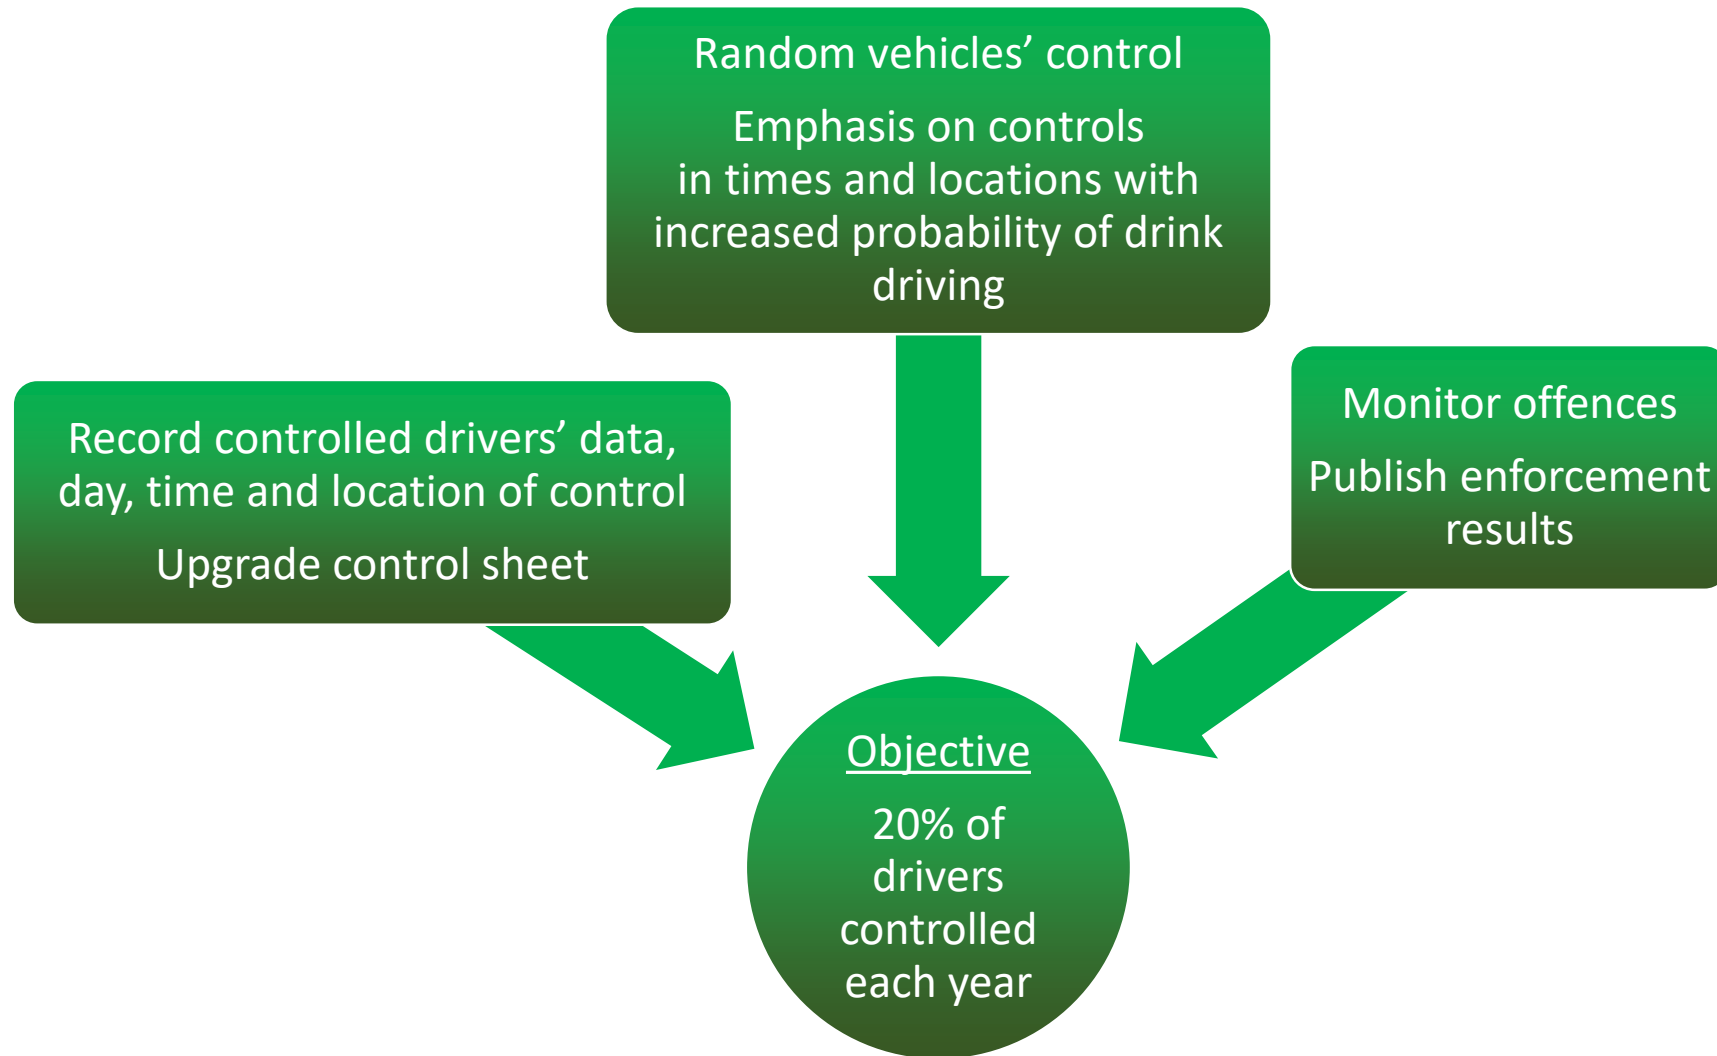 Random vehicles’ control
Emphasis on controls
in times and locations with
increased probability of drink
driving
Record controlled drivers’ data,
day, time and location of control
Upgrade control sheet
Monitor offences
Publish enforcement
results
Objective
20% of
drivers
controlled
each year